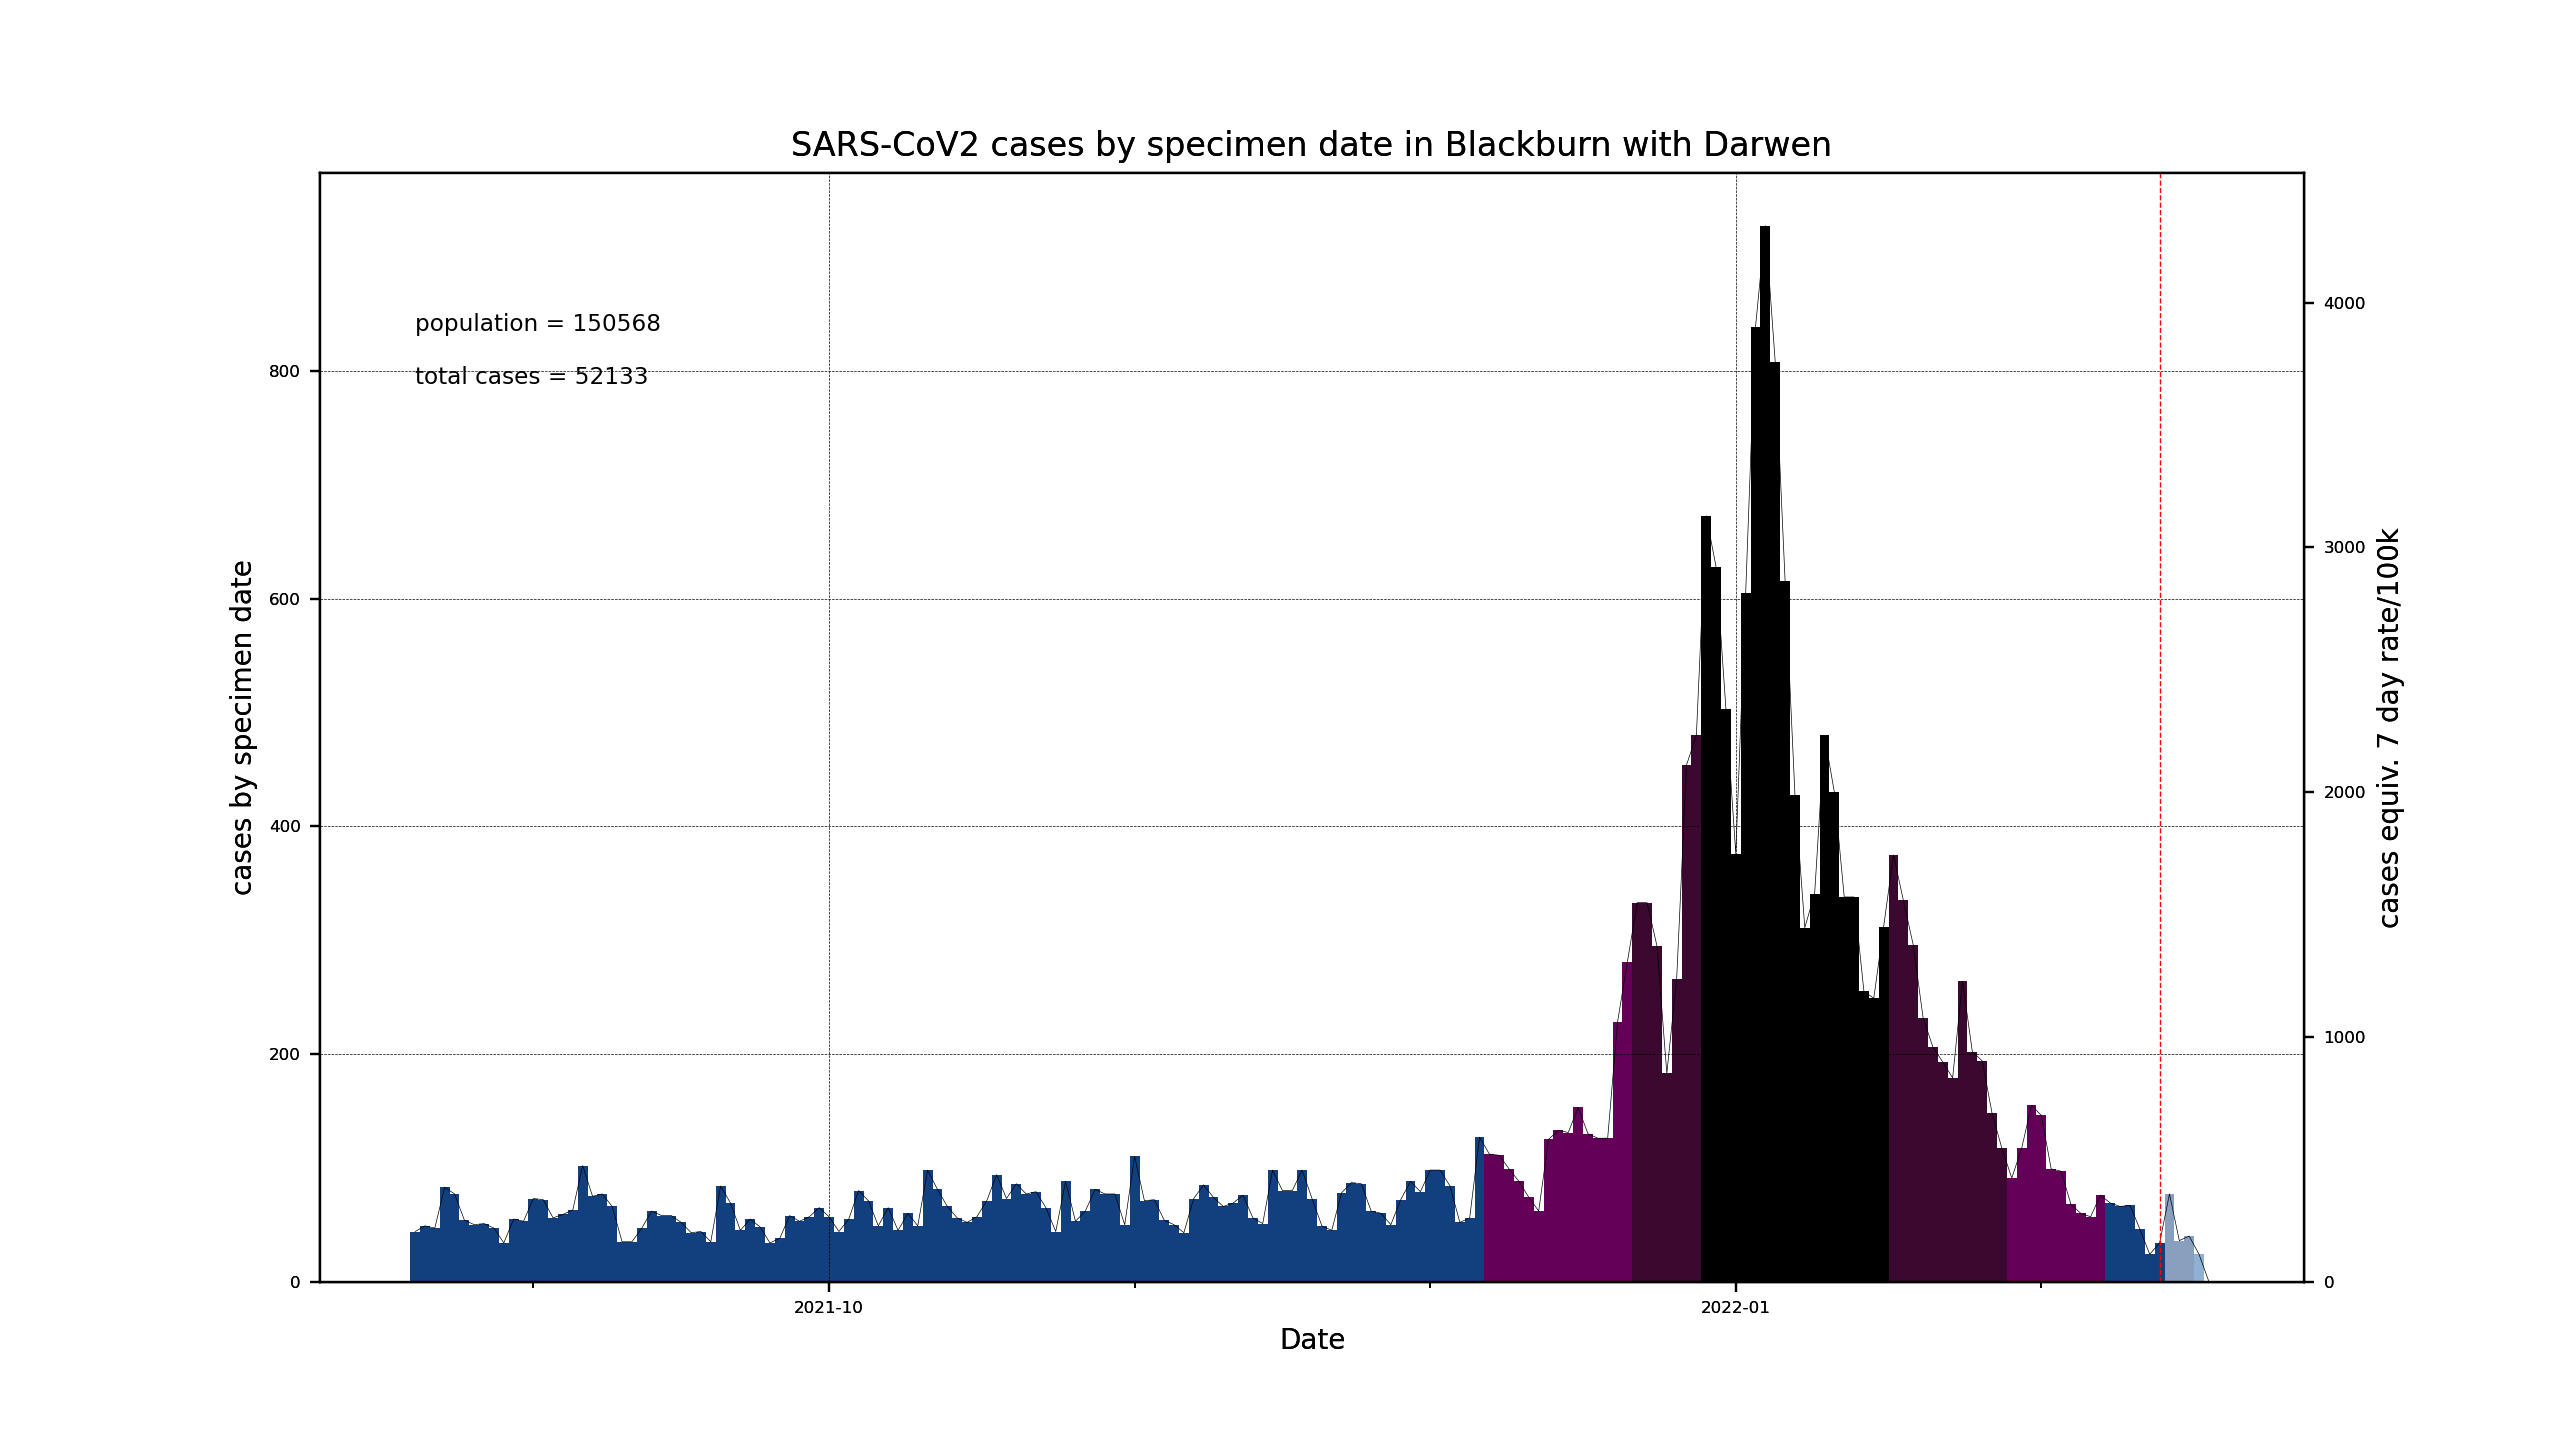 SARS-CoV2 cases by specimen date in Blackburn with Darwen
population = 150568
total cases = 52133
cases by specimen date
800
600
400
200
0
4000
3000
2000
1000
0
cases equiv. 7 day rate/100k
2021-10
2022-01
Date